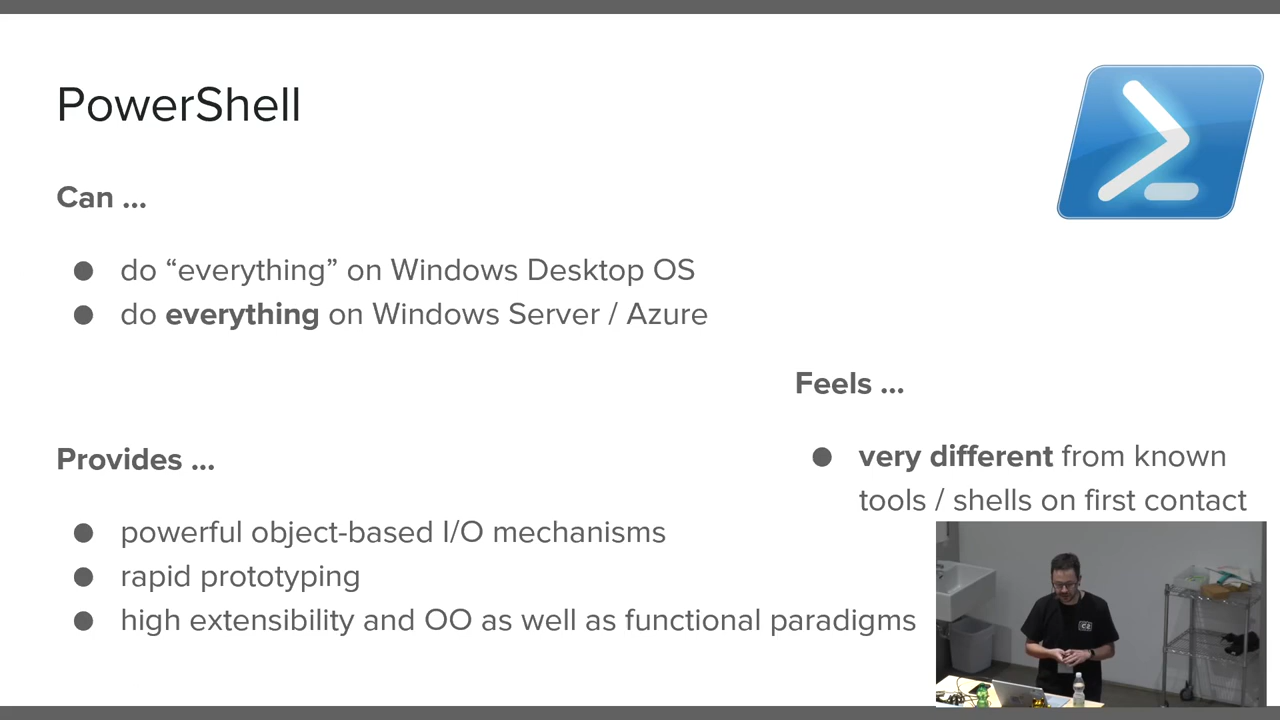 PowerShell
Can ...
● do “everything” on Windows Desktop OS
● do everything on Windows Server / Azure
Provides ...
● powerful object-based I/O mechanisms
● rapid prototyping
● high extensibility and OO as well as functional paradigms
Feels ...
● very different from known
tools / shells on first contact